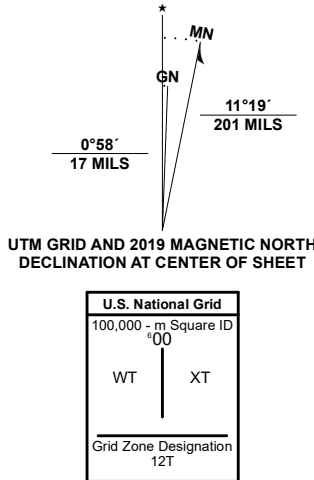 ★
MN
GN
11°19´
201 MILS
0°58´
17 MILS
UTM GRID AND 2019 MAGNETIC NORTH
DECLINATION AT CENTER OF SHEET
U.S. National Grid
100,000 - m Square ID
⁶00
WT XT
Grid Zone Designation
12T